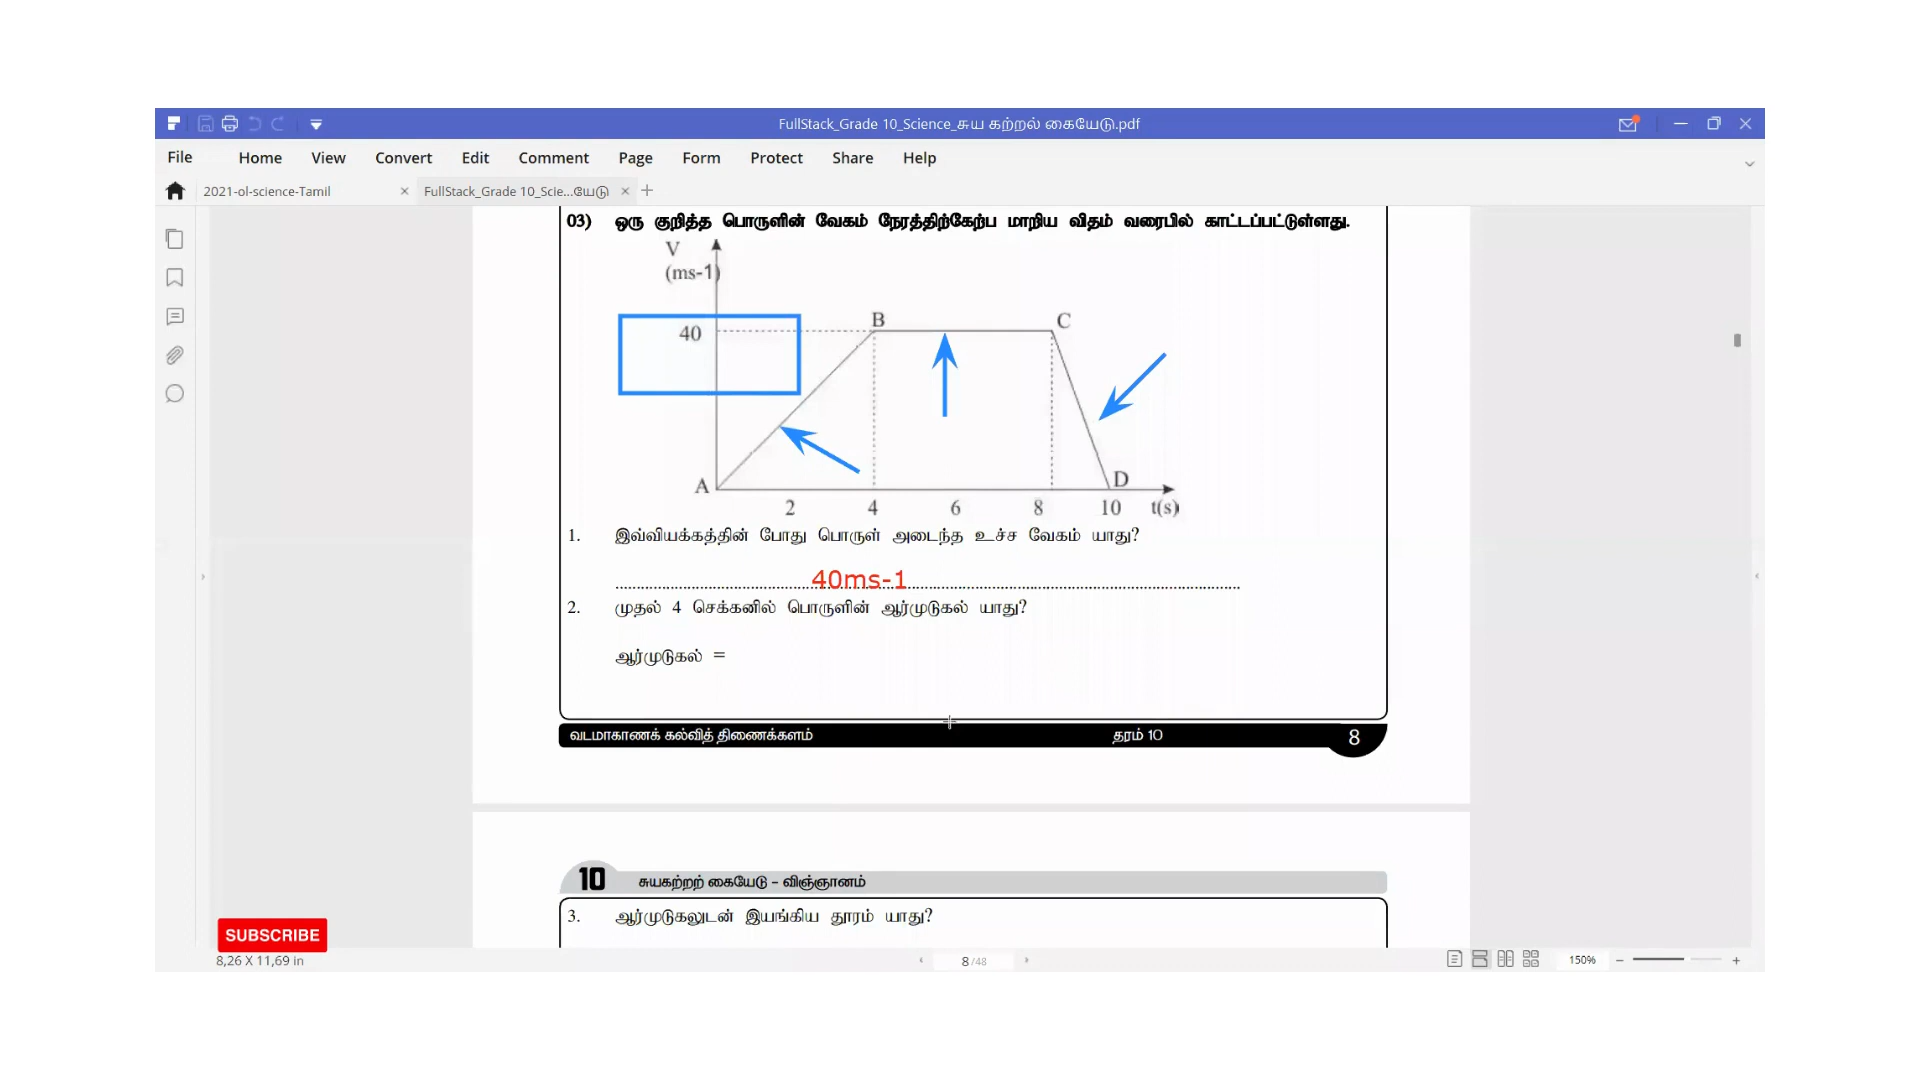 FullStack_Grade 10_Science_சுய கற்றல் கையேடு.pdf
File Home View Convert Edit Comment Page Form Protect Share Help
2021-ol-science-Tamil FullStack_Grade 10_Scie...யேடு
03) ஒரு குறித்த பொருளின் வேகம் நேரத்திற்கேற்ப மாறிய விதம் வரைபில் காட்டப்பட்டுள்ளது.
V
(ms-1)
40 B C
A D
2 4 6 8 10 t(s)
1. இவ்வியக்கத்தின் போது பொருள் அடைந்த உச்ச வேகம் யாது?
40ms-1
2. முதல் 4 செக்கனில் பொருளின் ஆர்முடுகல் யாது?
ஆர்முடுகல் =
வடமாகாணக் கல்வித் திணைக்களம் தரம் 10 8
10 சுயகற்றற் கையேடு – விஞ்ஞானம்
3. ஆர்முடுகலுடன் இயங்கிய தூரம் யாது?
SUBSCRIBE
8,26 X 11,69 in 8 /48 150%